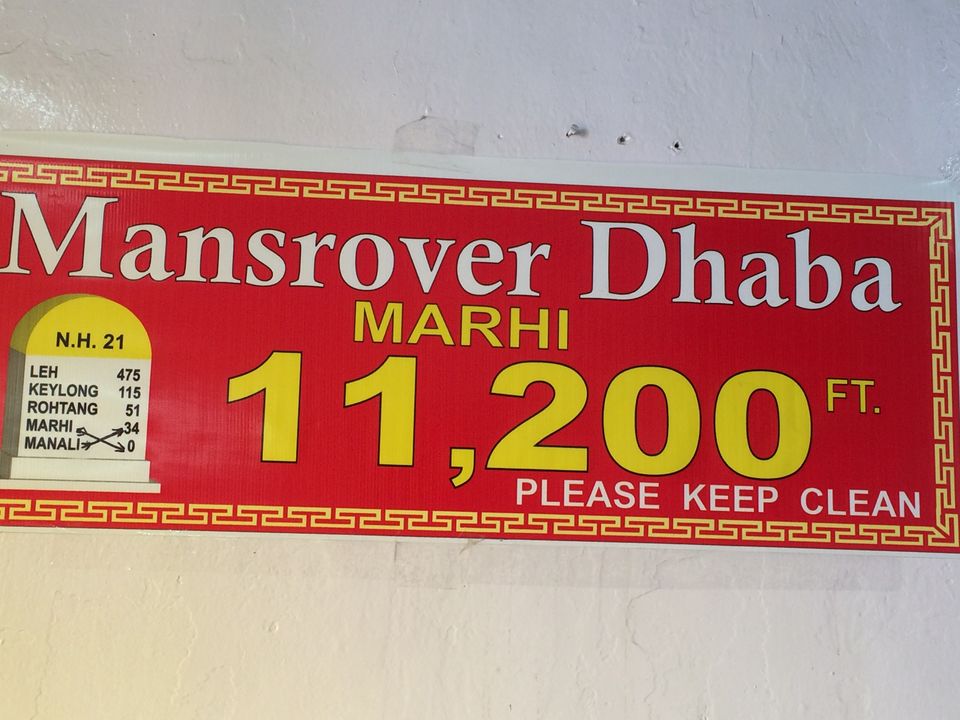 Mansrover Dhaba
MARHI
11,200 FT.
PLEASE KEEP CLEAN
N.H. 21
LEH 475
KEYLONG 115
ROHTANG 51
MARHI 34
MANALI 0